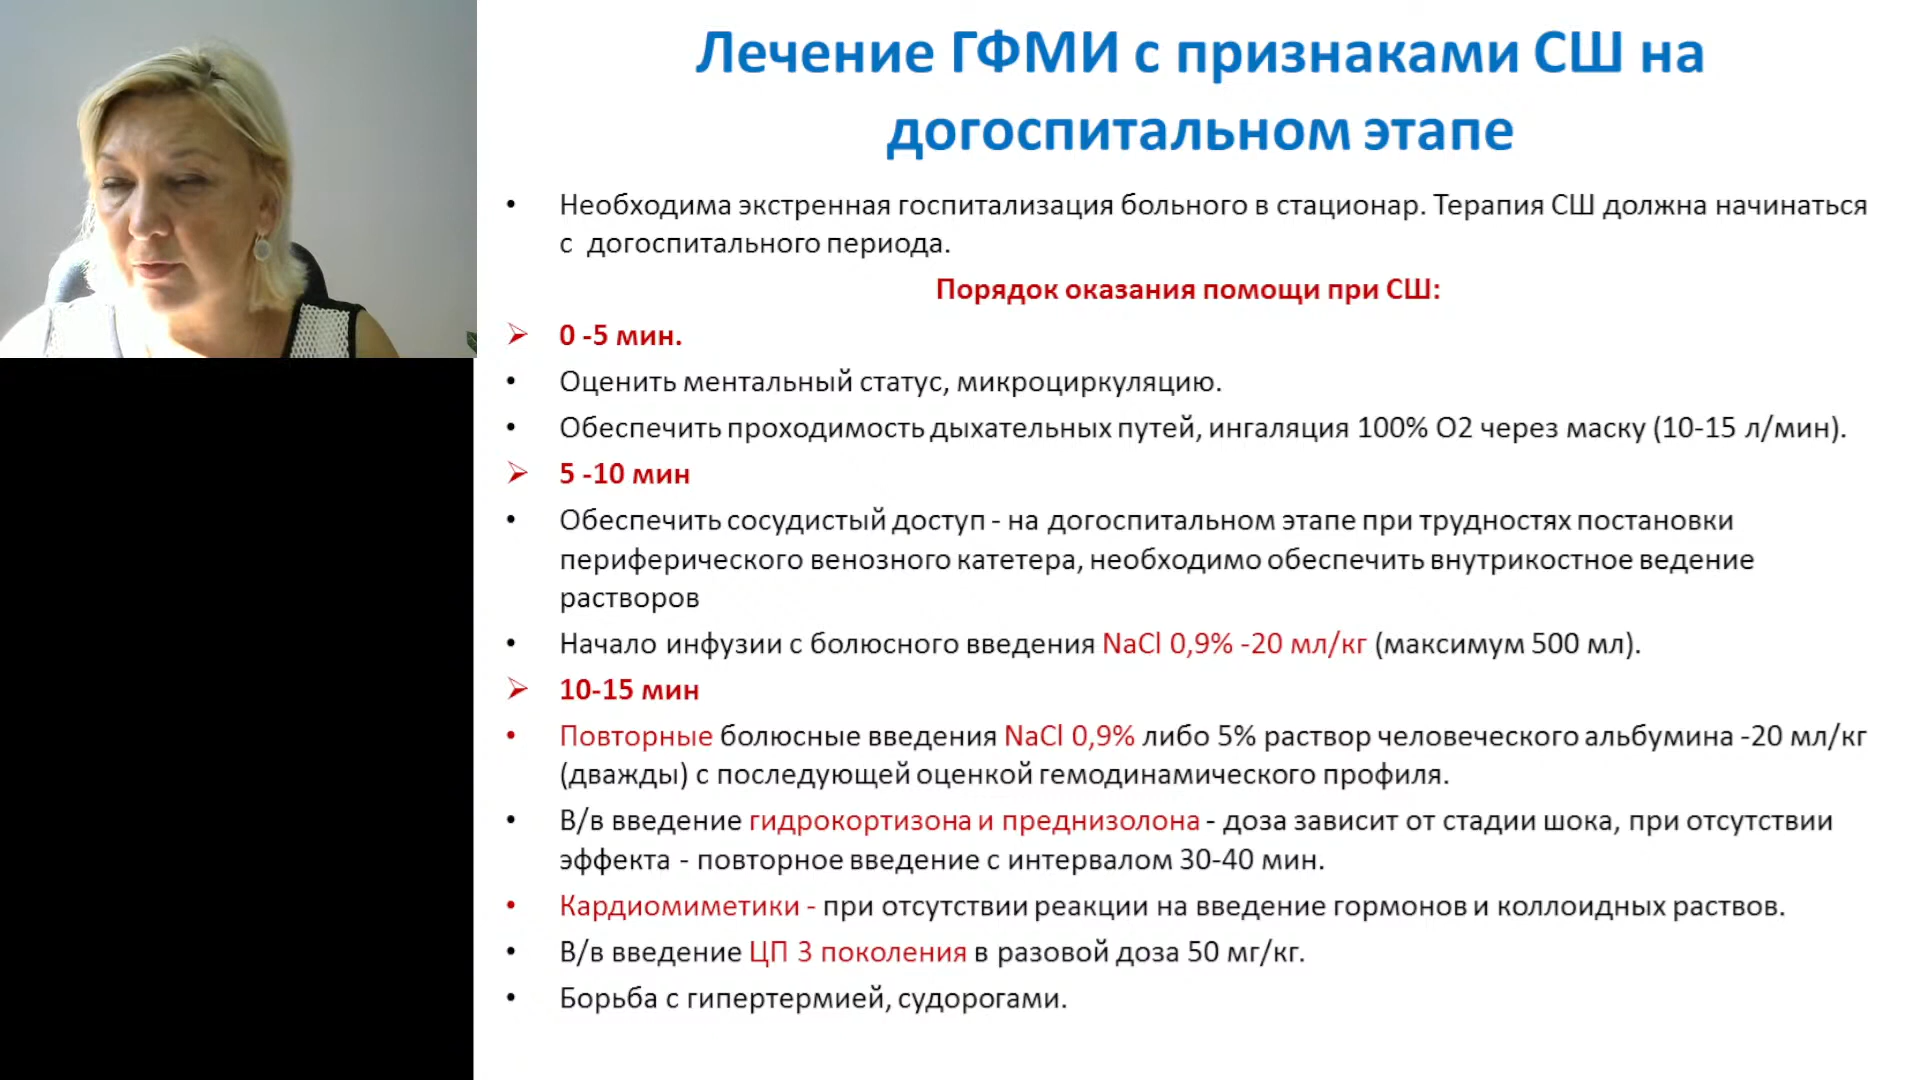 Лечение ГФМИ с признаками СШ на
догоспитальном этапе
• Необходима экстренная госпитализация больного в стационар. Терапия СШ должна начинаться
с догоспитального периода.
Порядок оказания помощи при СШ:
➢ 0 -5 мин.
• Оценить ментальный статус, микроциркуляцию.
• Обеспечить проходимость дыхательных путей, ингаляция 100% О2 через маску (10-15 л/мин).
➢ 5 -10 мин
• Обеспечить сосудистый доступ - на догоспитальном этапе при трудностях постановки
периферического венозного катетера, необходимо обеспечить внутрикостное ведение
растворов
• Начало инфузии с болюсного введения NaCl 0,9% -20 мл/кг (максимум 500 мл).
➢ 10-15 мин
• Повторные болюсные введения NaCl 0,9% либо 5% раствор человеческого альбумина -20 мл/кг
(дважды) с последующей оценкой гемодинамического профиля.
• В/в введение гидрокортизона и преднизолона - доза зависит от стадии шока, при отсутствии
эффекта - повторное введение с интервалом 30-40 мин.
• Кардиомиметики - при отсутствии реакции на введение гормонов и коллоидных раствов.
• В/в введение ЦП 3 поколения в разовой доза 50 мг/кг.
• Борьба с гипертермией, судорогами.